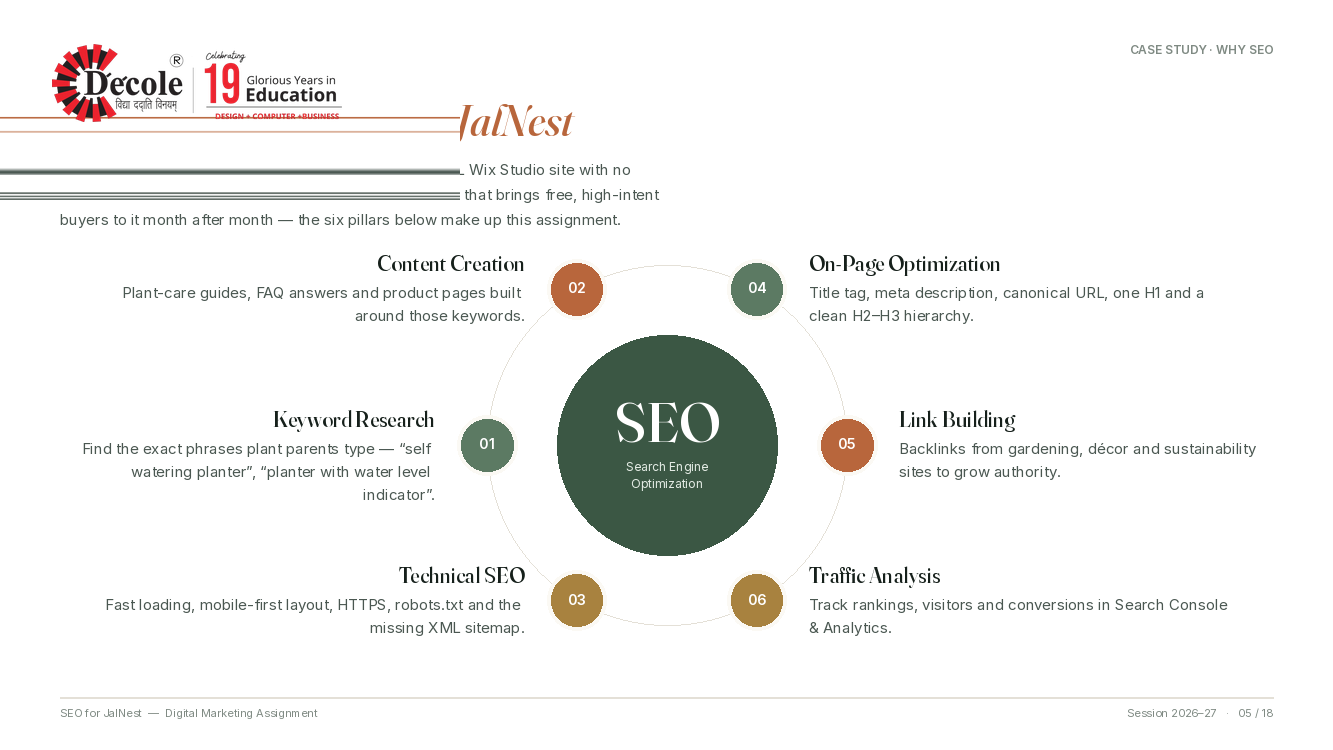 CASE STUDY · WHY SEO
Décole ®
विद्या ददाति विनयम्
Celebrating
19 Glorious Years in
Education
DESIGN + COMPUTER +BUSINESS
JalNest
Wix Studio site with no
that brings free, high-intent
buyers to it month after month — the six pillars below make up this assignment.
Content Creation
Plant-care guides, FAQ answers and product pages built
around those keywords.
02
04
On-Page Optimization
Title tag, meta description, canonical URL, one H1 and a
clean H2–H3 hierarchy.
Keyword Research
Find the exact phrases plant parents type — “self
watering planter”, “planter with water level
indicator”.
01
SEO
Search Engine
Optimization
05
Link Building
Backlinks from gardening, décor and sustainability
sites to grow authority.
Technical SEO
Fast loading, mobile-first layout, HTTPS, robots.txt and the
missing XML sitemap.
03
06
Traffic Analysis
Track rankings, visitors and conversions in Search Console
& Analytics.
SEO for JalNest — Digital Marketing Assignment
Session 2026–27 · 05 / 18